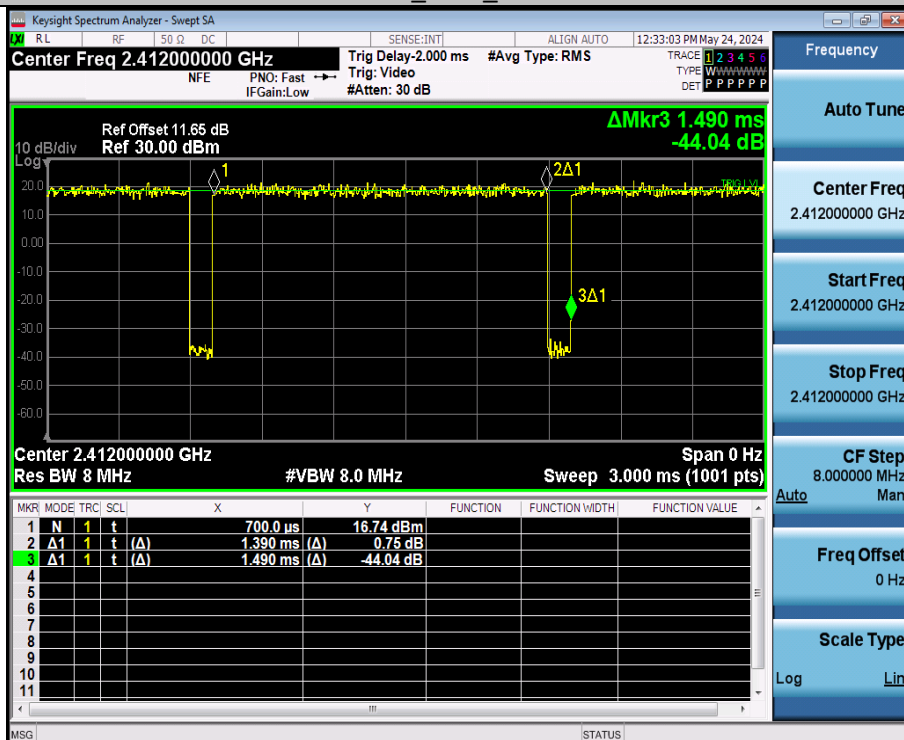 Keysight Spectrum Analyzer - Swept SA
LXI RL RF 50 Ω DC SENSE:INT ALIGN AUTO 12:33:03 PM May 24, 2024
Center Freq 2.412000000 GHz
NFE PNO: Fast IFGain:Low
Trig Delay-2.000 ms #Avg Type: RMS
Trig: Video
#Atten: 30 dB
TRACE 1 2 3 4 5 6
TYPE WWWWWW
DET P P P P P P
Ref Offset 11.65 dB
10 dB/div Ref 30.00 dBm
Log
ΔMkr3 1.490 ms
-44.04 dB
1
2Δ1
3Δ1
TRIG LVL
20.0
10.0
0.00
-10.0
-20.0
-30.0
-40.0
-50.0
-60.0
Center 2.412000000 GHz Span 0 Hz
Res BW 8 MHz #VBW 8.0 MHz Sweep 3.000 ms (1001 pts)
MKR MODE TRC SCL X Y FUNCTION FUNCTION WIDTH FUNCTION VALUE
1 N 1 t 700.0 µs 16.74 dBm
2 Δ1 1 t (Δ) 1.390 ms (Δ) 0.75 dB
3 Δ1 1 t (Δ) 1.490 ms (Δ) -44.04 dB
4
5
6
7
8
9
10
11
MSG STATUS
Frequency
Auto Tune
Center Freq
2.412000000 GHz
Start Freq
2.412000000 GHz
Stop Freq
2.412000000 GHz
CF Step
8.000000 MHz
Auto Man
Freq Offset
0 Hz
Scale Type
Log Lin